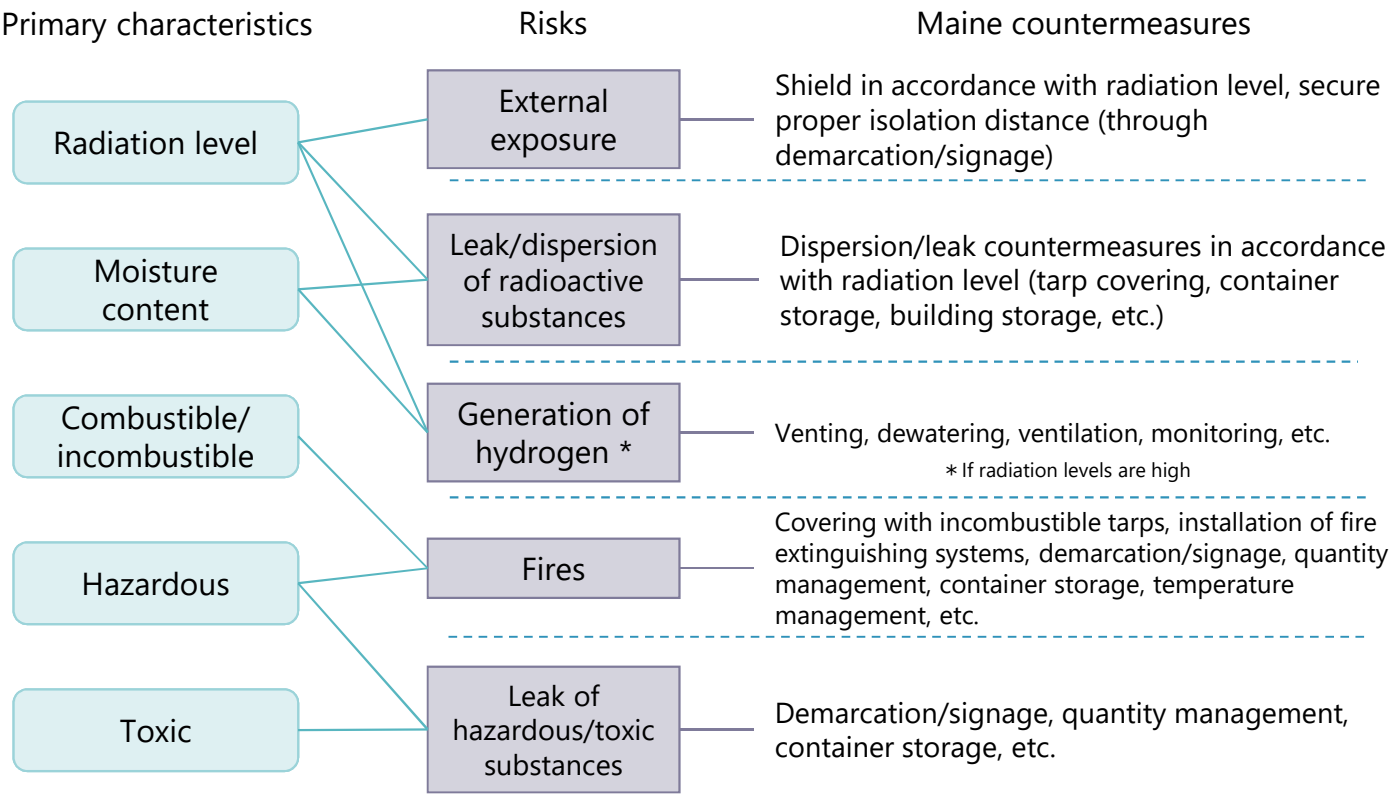 Primary characteristics
Risks
Maine countermeasures
Radiation level
External
exposure
Shield in accordance with radiation level, secure
proper isolation distance (through
demarcation/signage)
Moisture
content
Leak/dispersion
of radioactive
substances
Dispersion/leak countermeasures in accordance
with radiation level (tarp covering, container
storage, building storage, etc.)
Combustible/
incombustible
Generation of
hydrogen *
Venting, dewatering, ventilation, monitoring, etc.
＊If radiation levels are high
Hazardous
Fires
Covering with incombustible tarps, installation of fire
extinguishing systems, demarcation/signage, quantity
management, container storage, temperature
management, etc.
Toxic
Leak of
hazardous/toxic
substances
Demarcation/signage, quantity management,
container storage, etc.